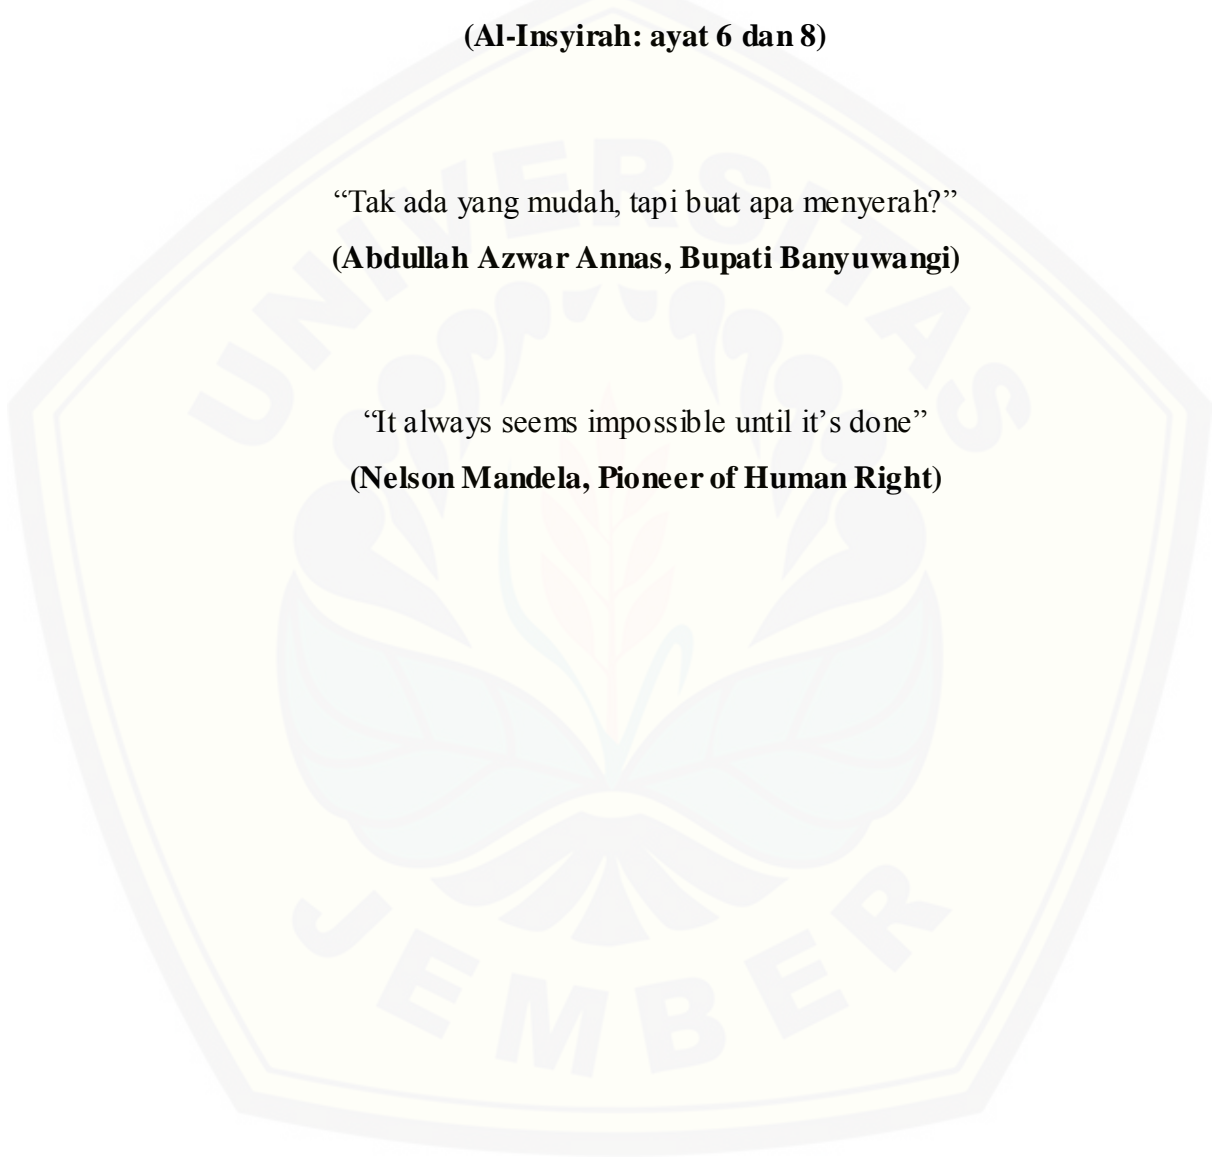 (Al-Insyirah: ayat 6 dan 8)
“Tak ada yang mudah, tapi buat apa menyerah?”
(Abdullah Azwar Annas, Bupati Banyuwangi)
“It always seems impossible until it’s done”
(Nelson Mandela, Pioneer of Human Right)
UNIVERSITAS
JEMBER